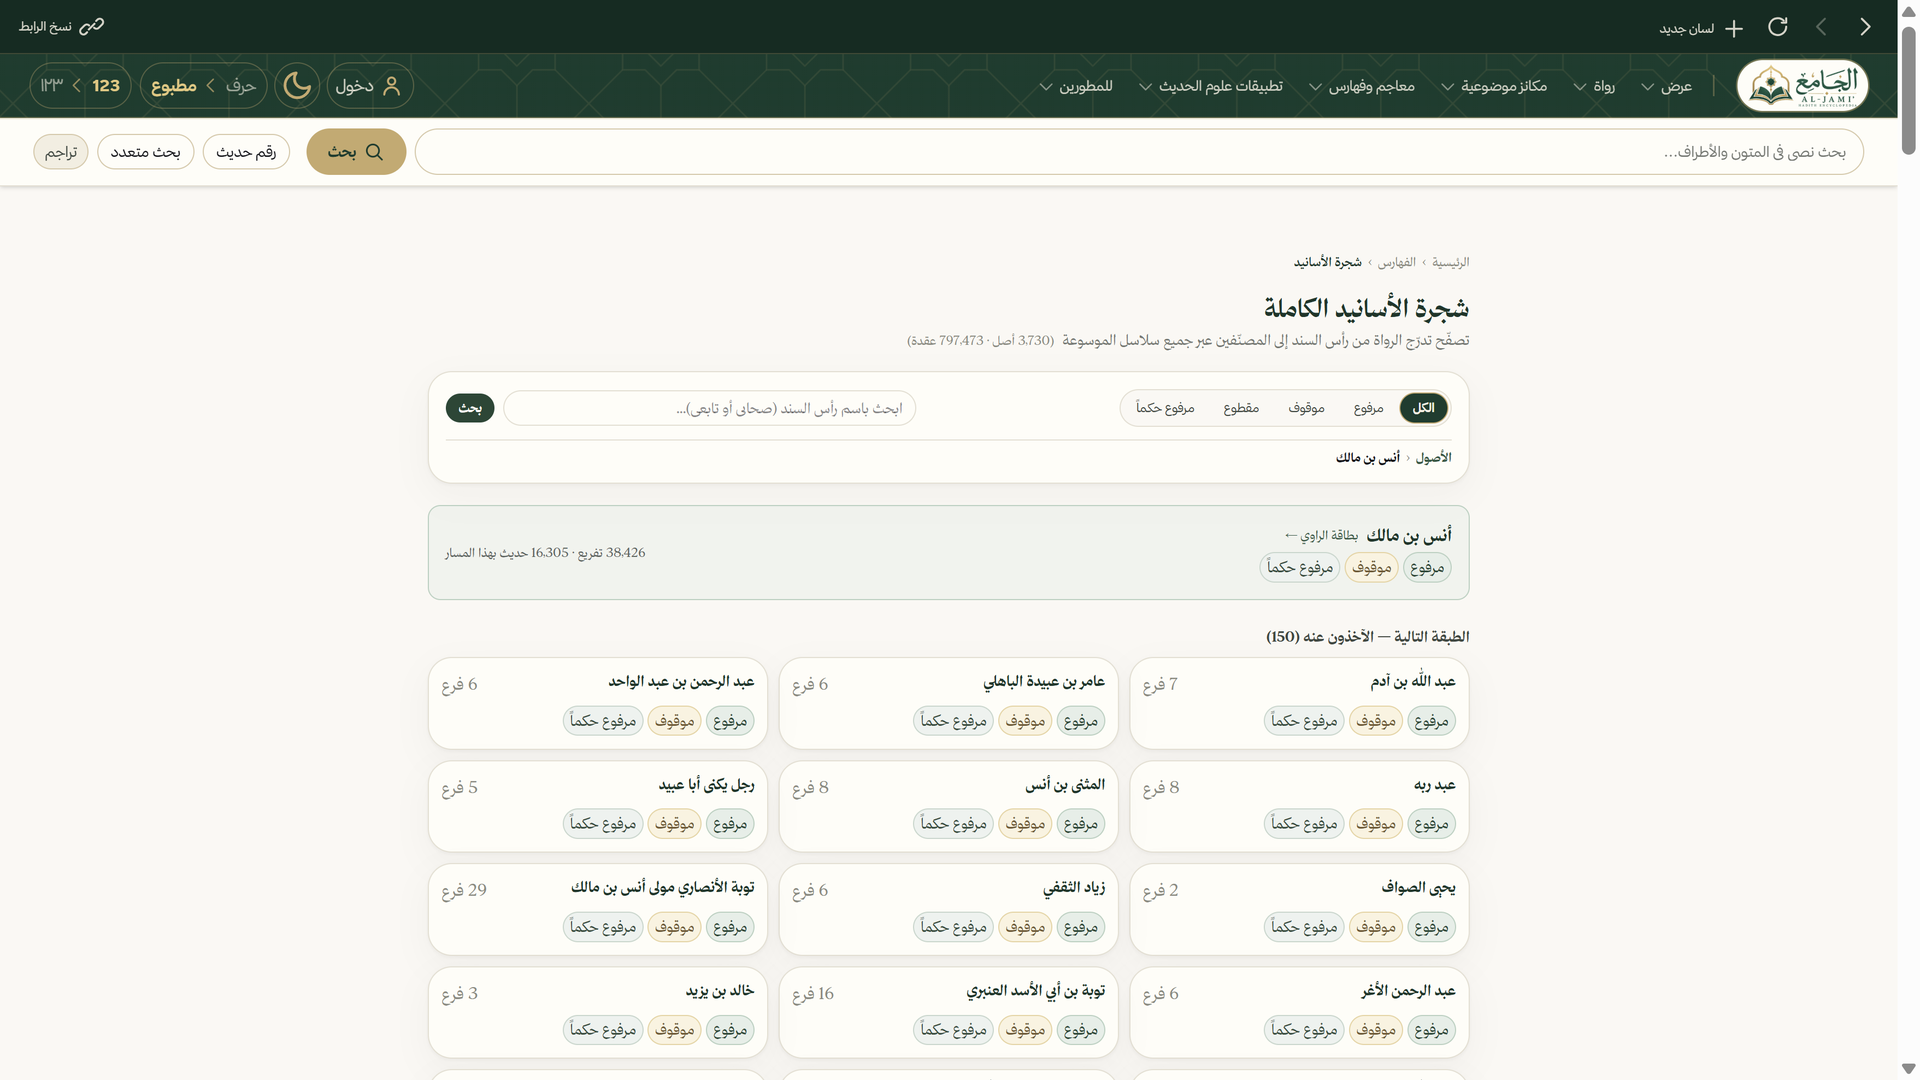 لسان جديد
نسخ الرابط
الجامع
AL-JAMI'
عرض
رواة
مكانز موضوعية
معاجم وفهارس
تطبيقات علوم الحديث
للمطورين
دخول
حرف
مطبوع
123
١٢٣
بحث نصي في المتون والأطراف...
بحث
رقم حديث
بحث متعدد
تراجم
الرئيسية › الفهارس › شجرة الأسانيد
شجرة الأسانيد الكاملة
تصفّح تدرّج الرواة من رأس السند إلى المصنّفين عبر جميع سلاسل الموسوعة (3,730 أصل · 797,473 عقدة)
الكل
مرفوع
موقوف
مقطوع
مرفوع حكماً
ابحث باسم رأس السند (صحابي أو تابعي)...
بحث
الأصول › أنس بن مالك
أنس بن مالك بطاقة الراوي ←
مرفوع موقوف مرفوع حكماً
38,426 تفريع · 16,305 حديث بهذا المسار
الطبقة التالية — الآخذون عنه (150)
عبد الله بن آدم
7 فرع
مرفوع موقوف مرفوع حكماً
عامر بن عبيدة الباهلي
6 فرع
مرفوع موقوف مرفوع حكماً
عبد الرحمن بن عبد الواحد
6 فرع
مرفوع موقوف مرفوع حكماً
عبد ربه
8 فرع
مرفوع موقوف مرفوع حكماً
المثنى بن أنس
8 فرع
مرفوع موقوف مرفوع حكماً
رجل يكنى أبا عبيد
5 فرع
مرفوع موقوف مرفوع حكماً
يحيى الصواف
2 فرع
مرفوع موقوف مرفوع حكماً
زياد الثقفي
6 فرع
مرفوع موقوف مرفوع حكماً
توبة الأنصاري مولى أنس بن مالك
29 فرع
مرفوع موقوف مرفوع حكماً
عبد الرحمن الأغر
6 فرع
مرفوع موقوف مرفوع حكماً
توبة بن أبي الأسد العنبري
16 فرع
مرفوع موقوف مرفوع حكماً
خالد بن يزيد
3 فرع
مرفوع موقوف مرفوع حكماً